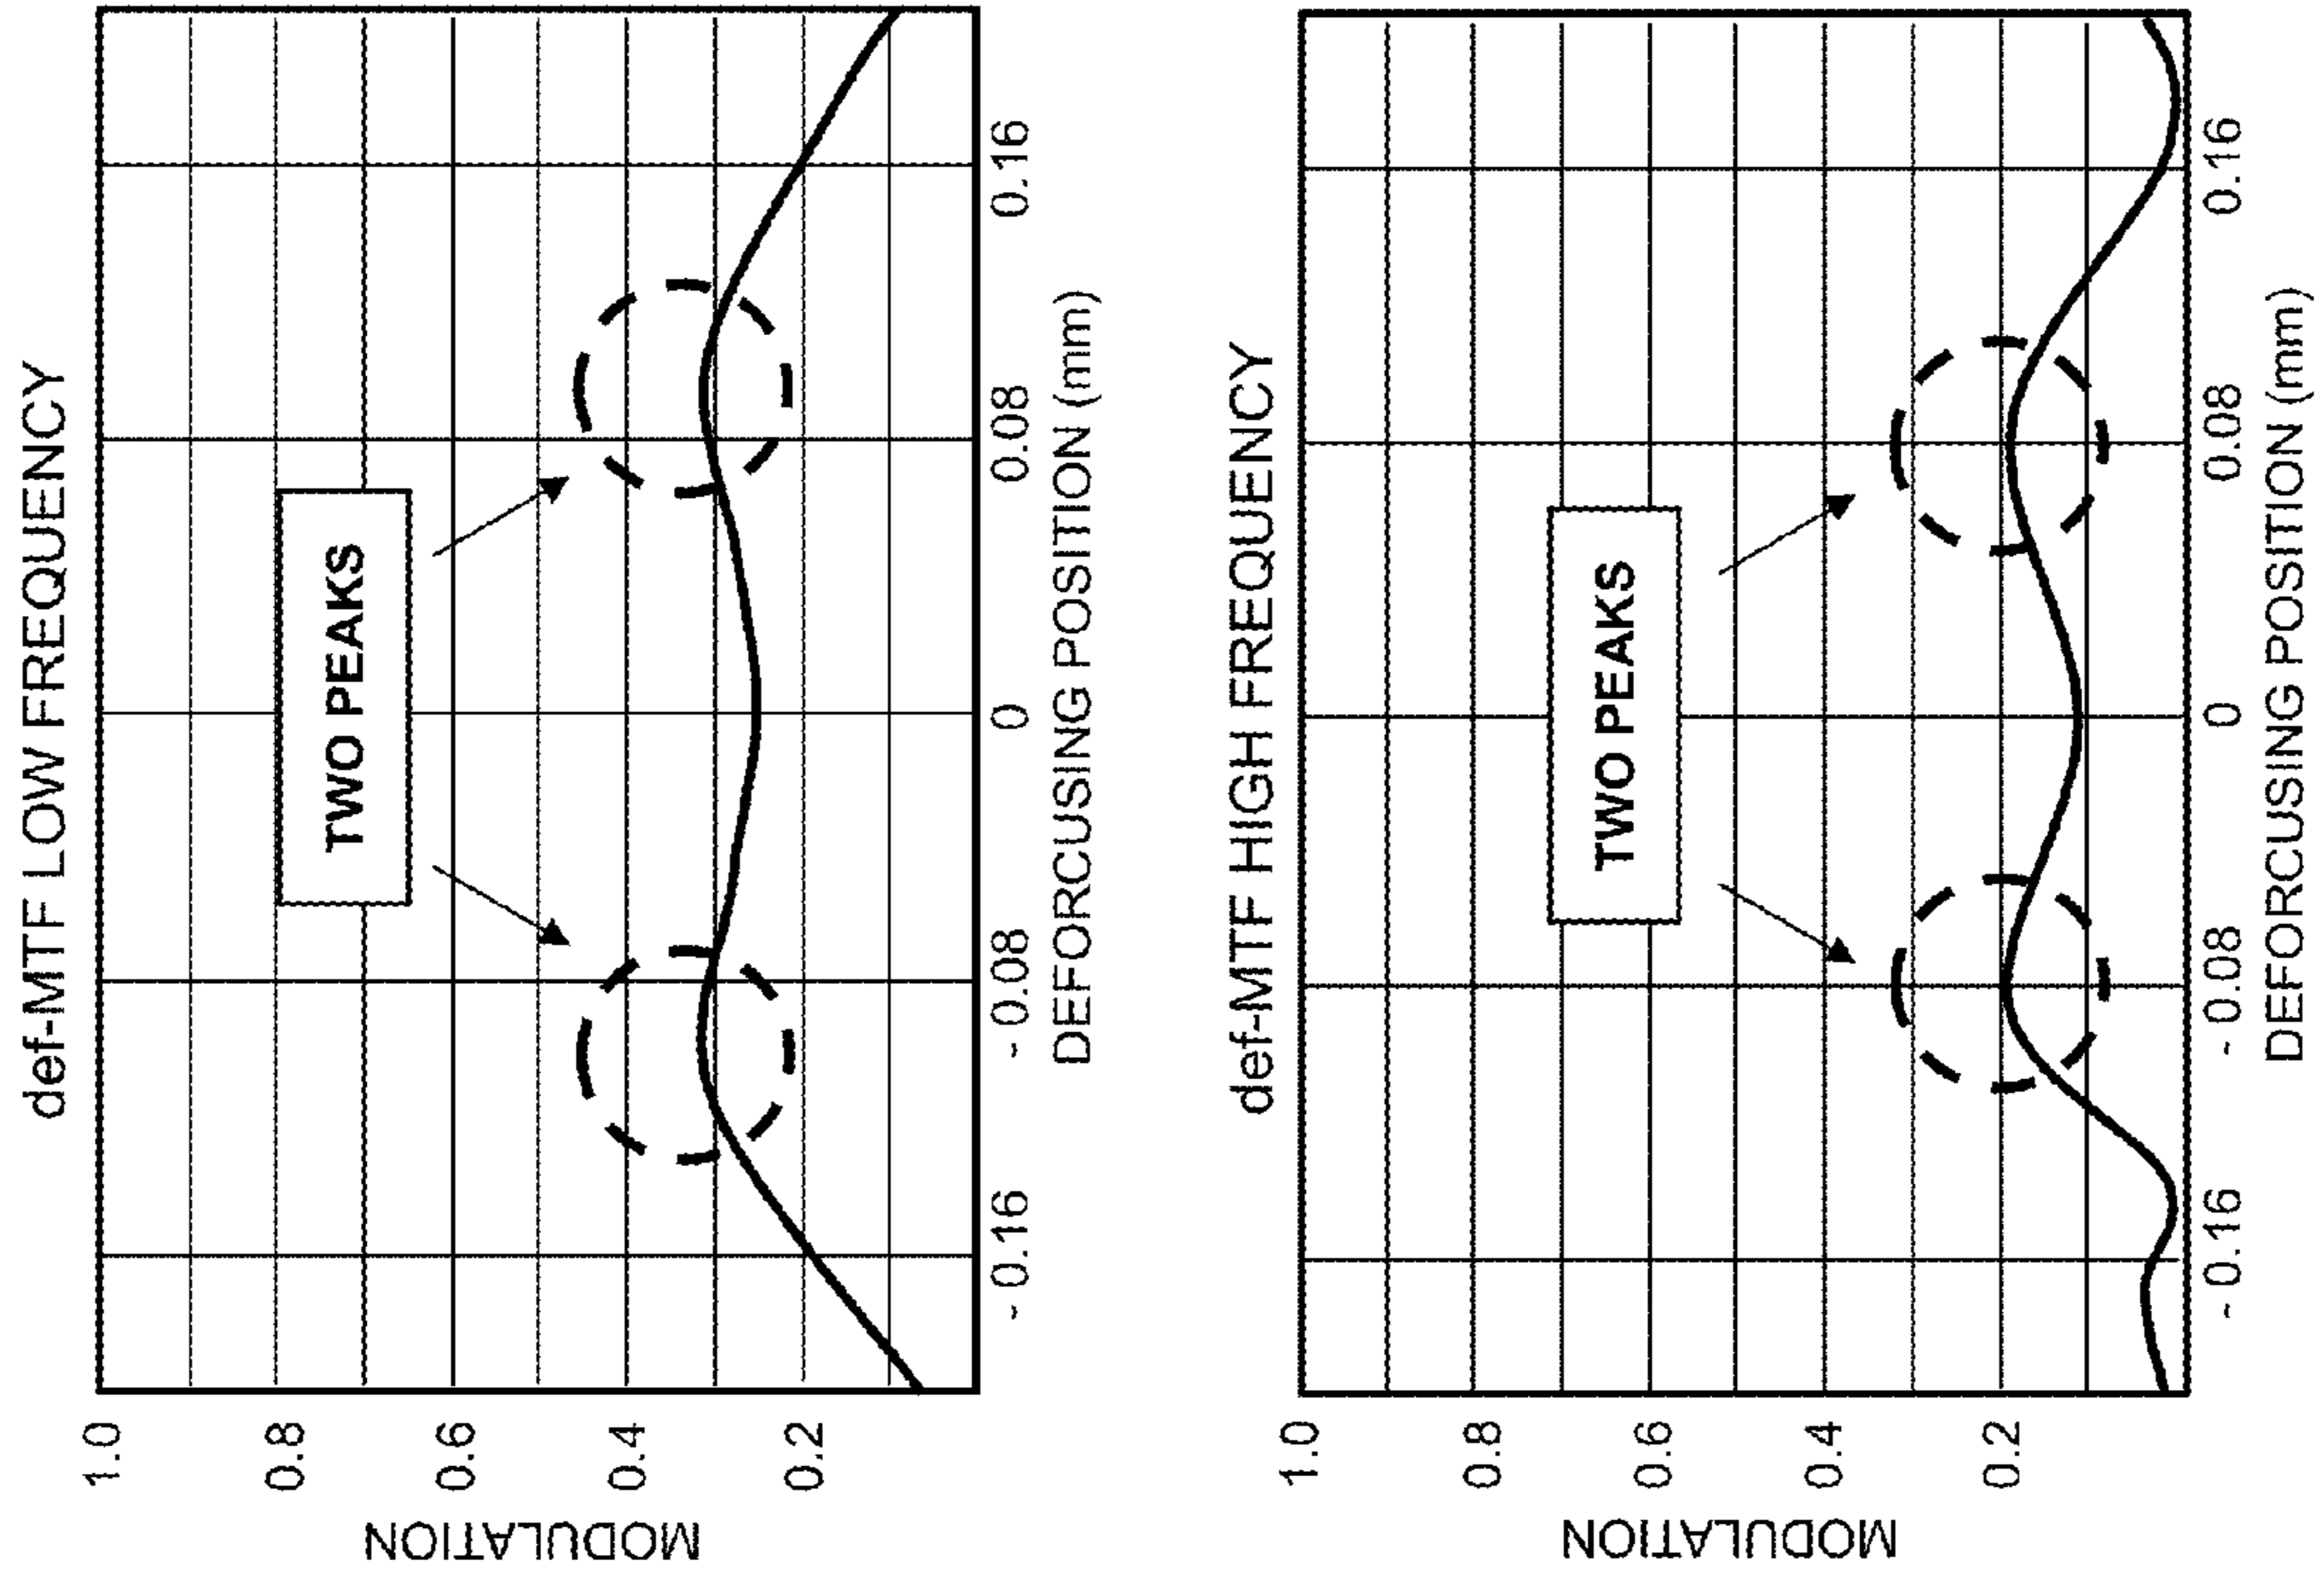 def-MTF LOW FREQUENCY
MODULATION
1.0
0.8
0.6
0.4
0.2
TWO PEAKS
- 0.16 - 0.08 0 0.08 0.16
DEFORCUSING POSITION (mm)
def-MTF HIGH FREQUENCY
MODULATION
1.0
0.8
0.6
0.4
0.2
TWO PEAKS
- 0.16 - 0.08 0 0.08 0.16
DEFORCUSING POSITION (mm)